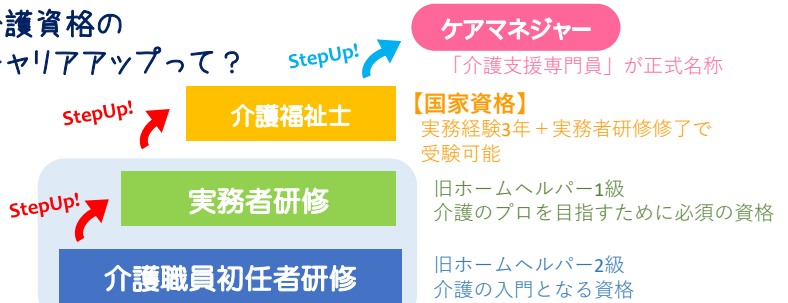 介護資格の
キャリアアップって？
StepUp!
ケアマネジャー
「介護支援専門員」が正式名称
StepUp!
介護福祉士
【国家資格】
実務経験3年＋実務者研修修了で
受験可能
StepUp!
実務者研修
旧ホームヘルパー1級
介護のプロを目指すために必須の資格
介護職員初任者研修
旧ホームヘルパー2級
介護の入門となる資格